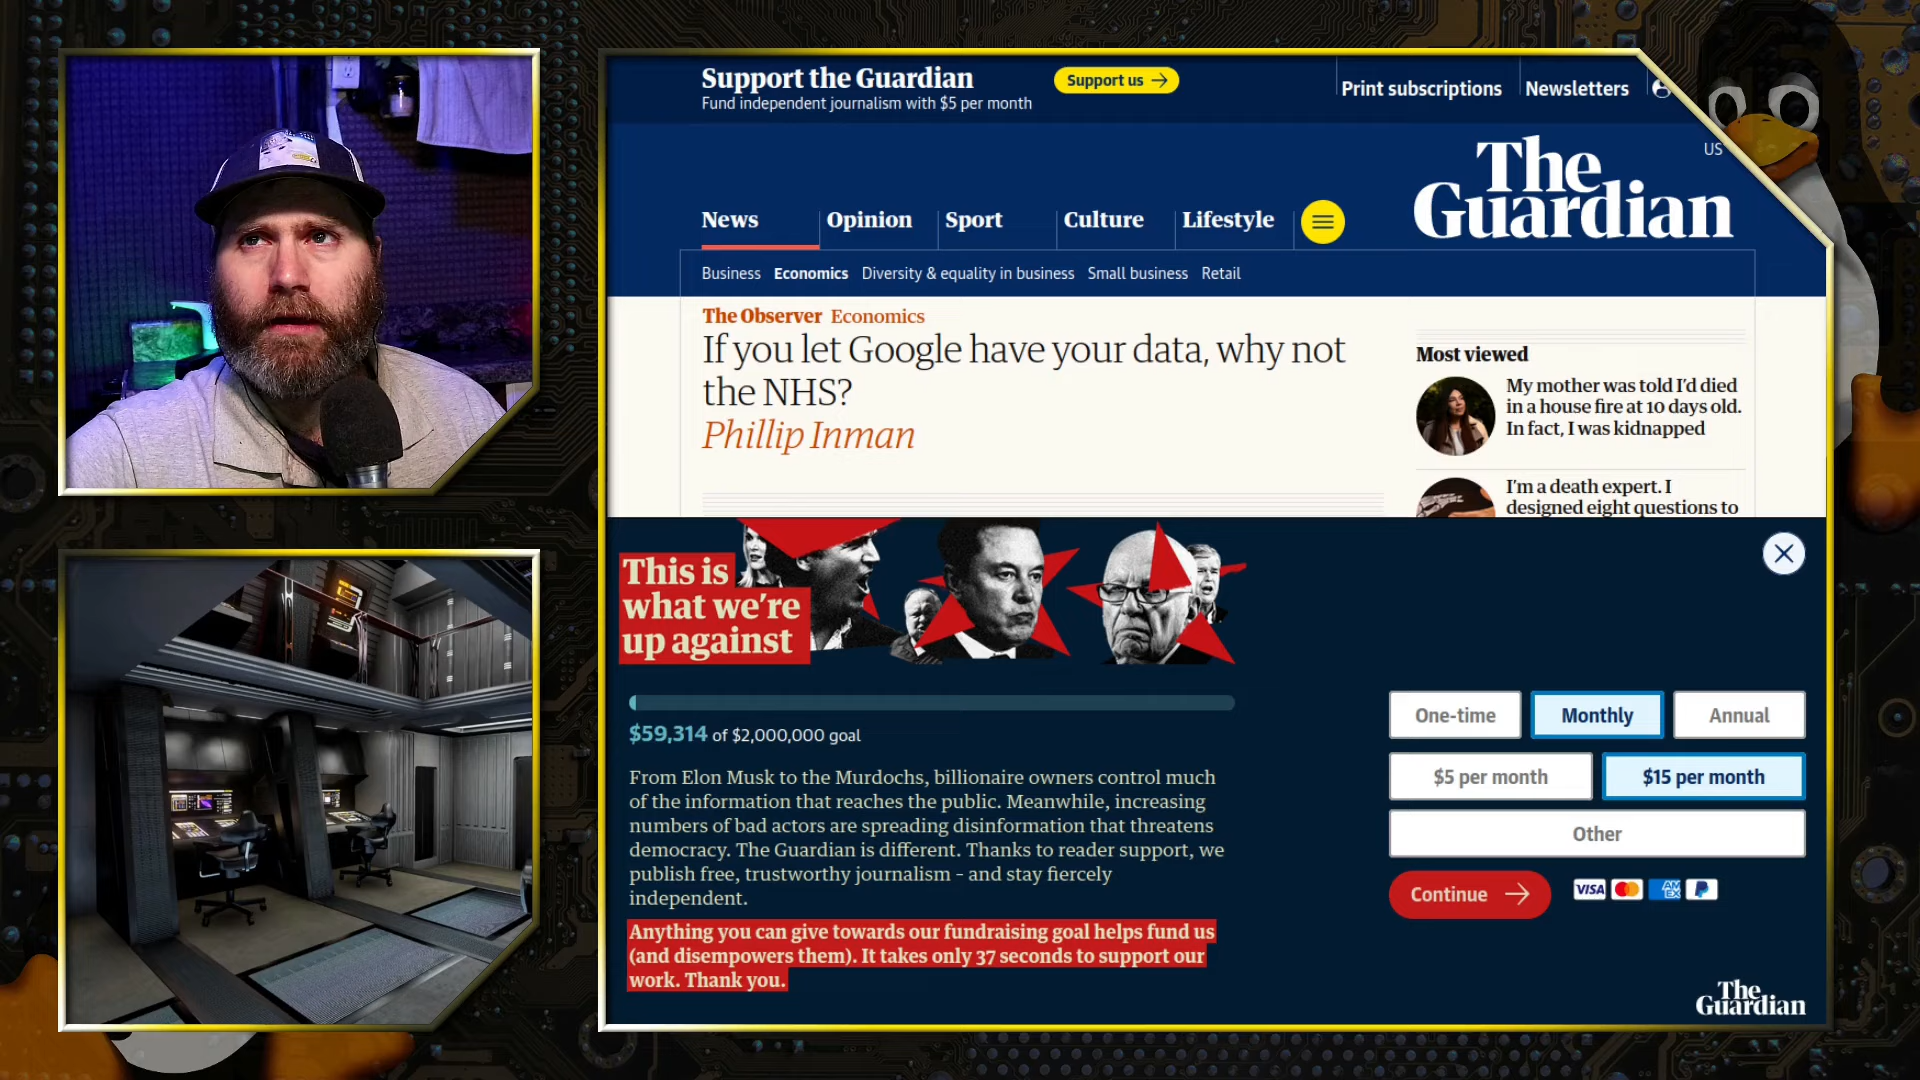 Support the Guardian
Fund independent journalism with $5 per month
Support us
Print subscriptions
Newsletters
US
The
Guardian
News
Opinion
Sport
Culture
Lifestyle
Business
Economics
Diversity & equality in business
Small business
Retail
The Observer Economics
If you let Google have your data, why not
the NHS?
Phillip Inman
Most viewed
My mother was told I'd died
in a house fire at 10 days old.
In fact, I was kidnapped
I'm a death expert. I
designed eight questions to
This is
what we're
up against
$59,314 of $2,000,000 goal
From Elon Musk to the Murdochs, billionaire owners control much
of the information that reaches the public. Meanwhile, increasing
numbers of bad actors are spreading disinformation that threatens
democracy. The Guardian is different. Thanks to reader support, we
publish free, trustworthy journalism - and stay fiercely
independent.
Anything you can give towards our fundraising goal helps fund us
(and disempowers them). It takes only 37 seconds to support our
work. Thank you.
One-time
Monthly
Annual
$5 per month
$15 per month
Other
Continue
VISA
AM
EX
The
Guardian